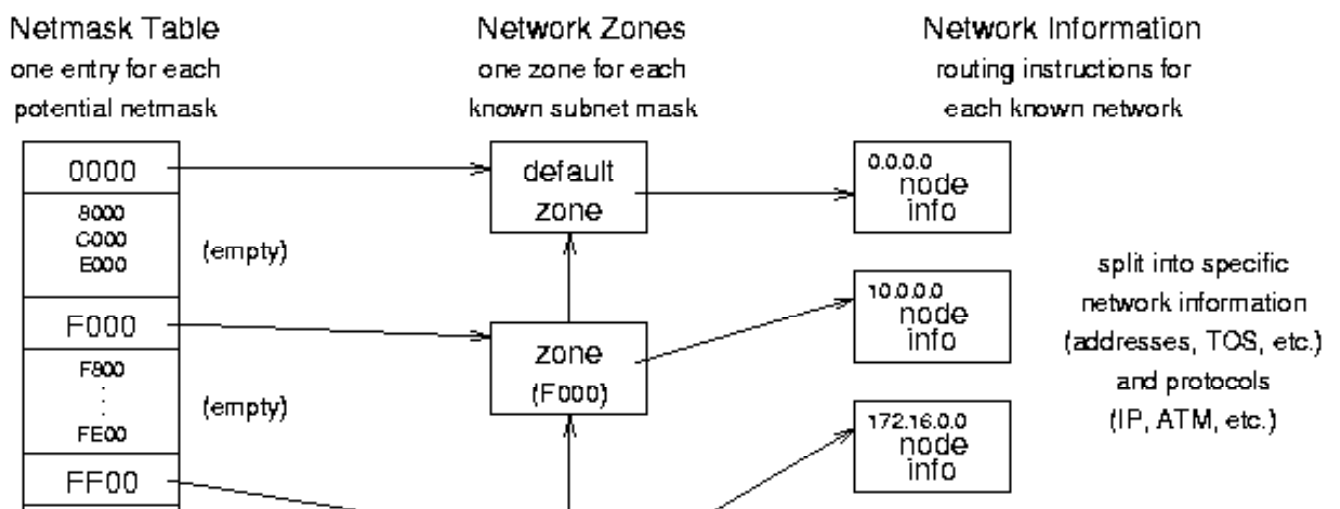 Netmask Table
one entry for each
potential netmask
Network Zones
one zone for each
known subnet mask
Network Information
routing instructions for
each known network
0000
8000
C000
E000
(empty)
F000
F800
FE00
(empty)
FF00
default
zone
zone
(F000)
0.0.0.0
node
info
10.0.0.0
node
info
172.16.0.0
node
info
split into specific
network information
(addresses, TOS, etc.)
and protocols
(IP, ATM, etc.)